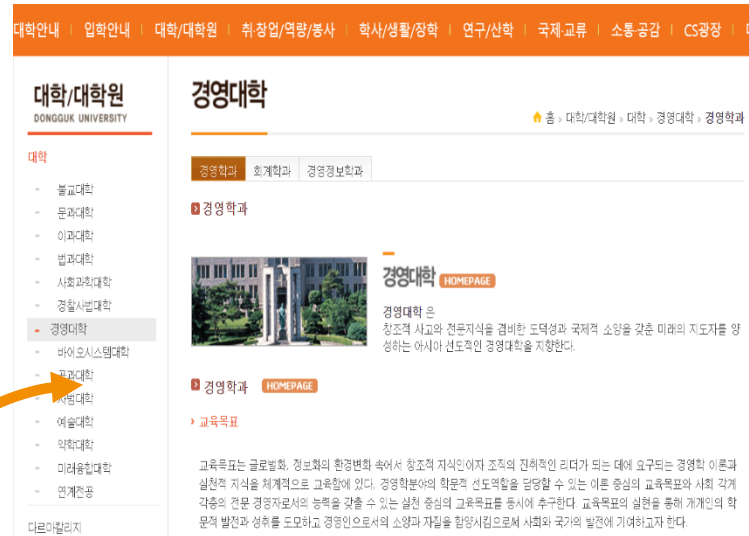 대학안내 | 입학안내 | 대학/대학원 | 취·창업/역량/봉사 | 학사/생활/장학 | 연구/산학 | 국제·교류 | 소통·공감 | CS광장
대학/대학원
DONGGUK UNIVERSITY
대학
- 불교대학
- 문과대학
- 이과대학
- 법과대학
- 사회과학대학
- 경찰사법대학
- 경영대학
- 바이오시스템대학
- 공과대학
- 사범대학
- 예술대학
- 약학대학
- 미래융합대학
- 연계전공
다르마칼리지
경영대학
홈 > 대학/대학원 > 대학 > 경영대학 > 경영학과
경영학과 회계학과 경영정보학과
경영학과
경영대학 HOMEPAGE
경영대학 은
창조적 사고와 전문지식을 겸비한 도덕성과 국제적 소양을 갖춘 미래의 지도자를 양
성하는 아시아 선도적인 경영대학을 지향한다.
경영학과 HOMEPAGE
> 교육목표
교육목표는 글로벌화, 정보화의 환경변화 속에서 창조적 지식인이자 조직의 진취적인 리더가 되는 데에 요구되는 경영학 이론과
실천적 지식을 체계적으로 교육함에 있다. 경영학분야의 학문적 선도역할을 담당할 수 있는 이론 중심의 교육목표와 사회 각계
각층의 전문 경영자로서의 능력을 갖출 수 있는 실천 중심의 교육목표를 동시에 추구한다. 교육목표의 실현을 통해 개개인의 학
문적 발전과 성취를 도모하고 경영인으로서의 소양과 자질을 함양시킴으로써 사회와 국가의 발전에 기여하고자 한다.